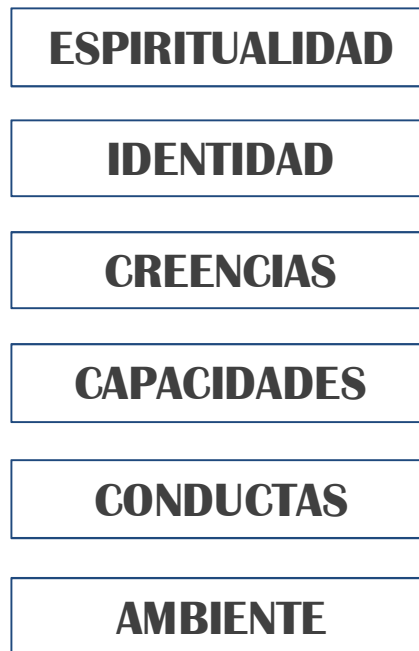 ESPIRITUALIDAD
IDENTIDAD
CREENCIAS
CAPACIDADES
CONDUCTAS
AMBIENTE